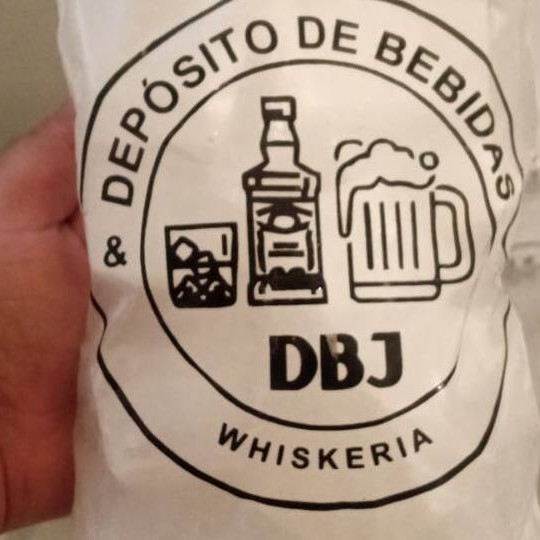 DEPÓSITO DE BEBIDAS
&
DBJ
WHISKERIA